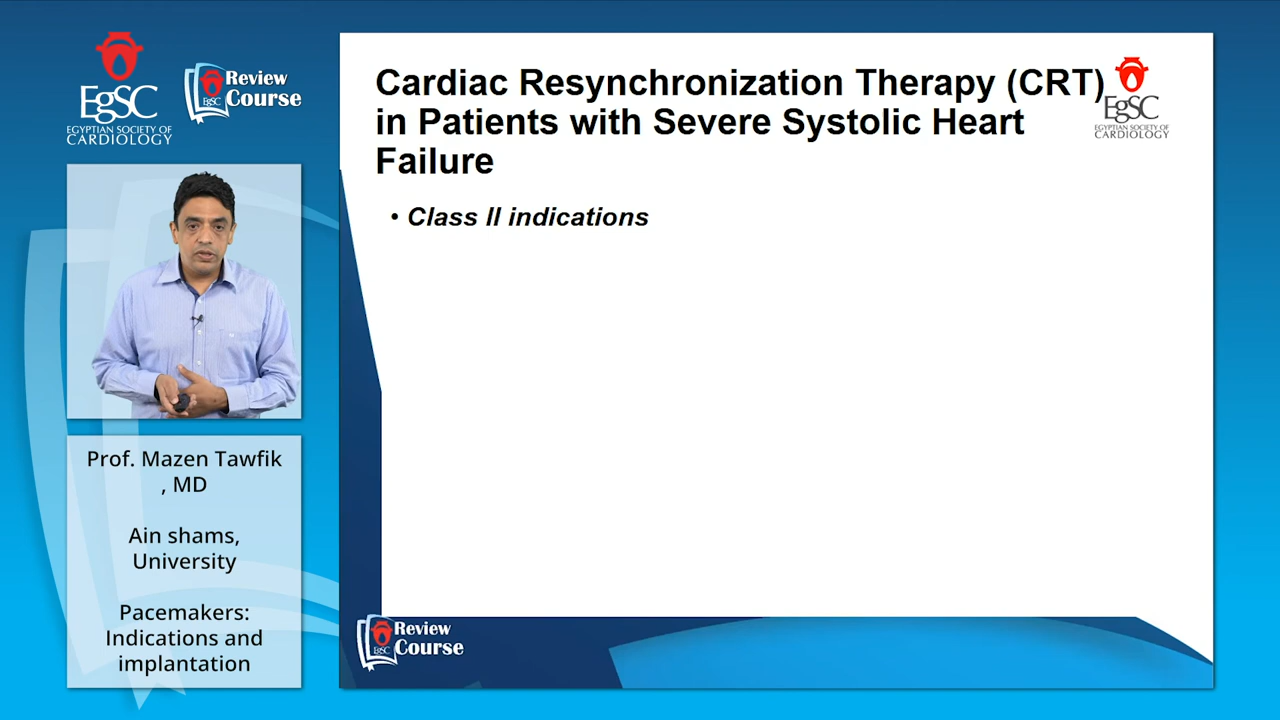 EgSC
EGYPTIAN SOCIETY OF
CARDIOLOGY
EgSC
Review
Course
Prof. Mazen Tawfik
, MD
Ain shams,
University
Pacemakers:
Indications and
implantation
Cardiac Resynchronization Therapy (CRT)
in Patients with Severe Systolic Heart
Failure
EgSC
EGYPTIAN SOCIETY OF
CARDIOLOGY
• Class II indications
EgSC
Review
Course